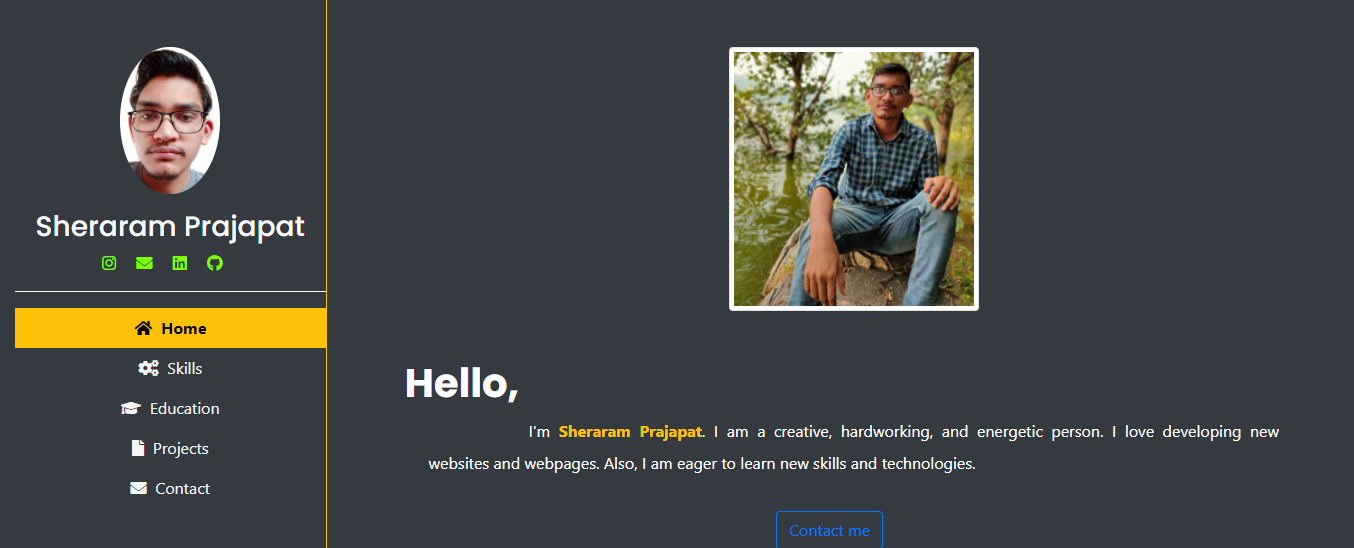 Sheraram Prajapat
Home
Skills
Education
Projects
Contact
Hello,
I'm Sheraram Prajapat. I am a creative, hardworking, and energetic person. I love developing new
websites and webpages. Also, I am eager to learn new skills and technologies.
Contact me